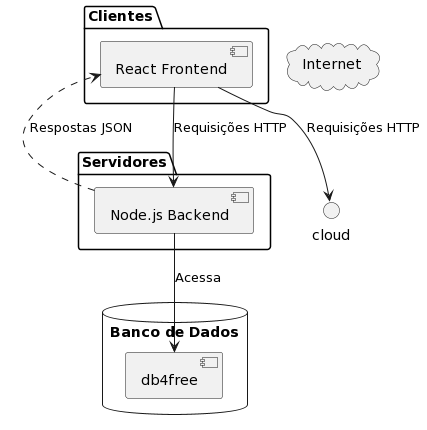 Clientes
React Frontend
Internet
Respostas JSON
Requisições HTTP
Requisições HTTP
Servidores
Node.js Backend
cloud
Acessa
Banco de Dados
db4free